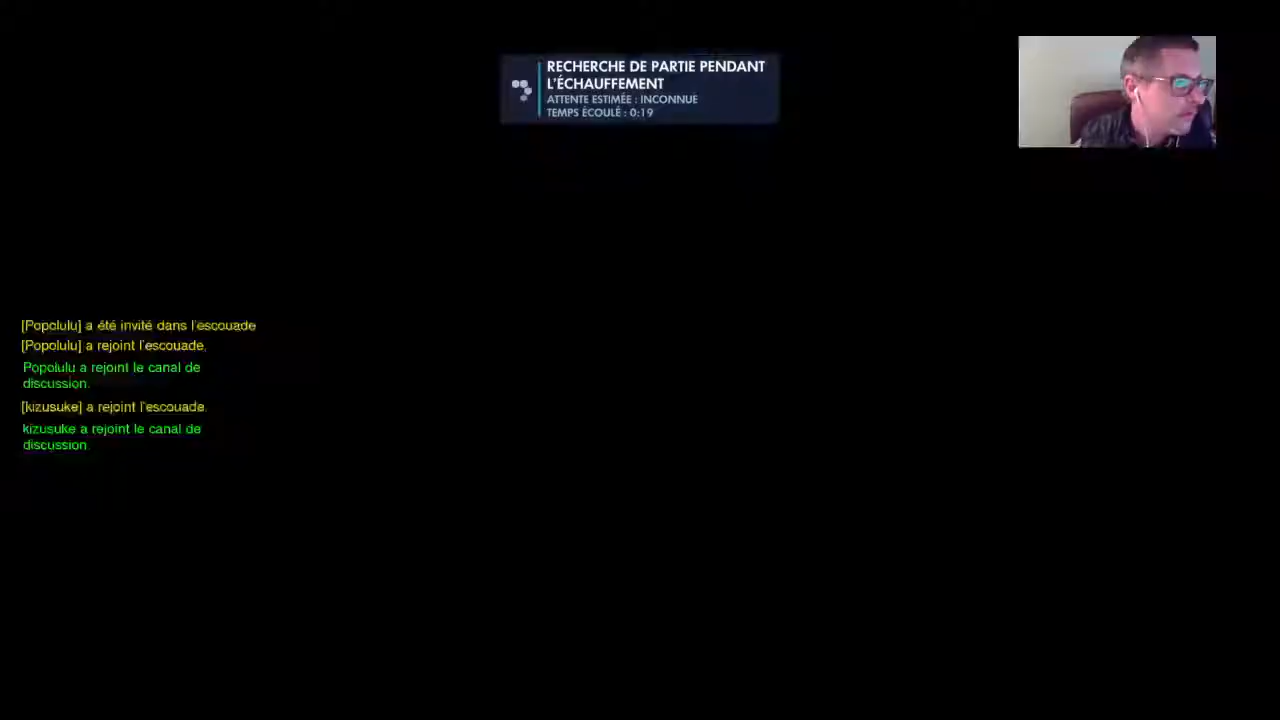 RECHERCHE DE PARTIE PENDANT
L'ÉCHAUFFEMENT
ATTENTE ESTIMÉE : INCONNUE
TEMPS ÉCOULÉ : 0:19
[Popolulu] a été invité dans l'escouade
[Popolulu] a rejoint l'escouade.
Popolulu a rejoint le canal de
discussion.
[kizusuke] a rejoint l'escouade.
kizusuke a rejoint le canal de
discussion.